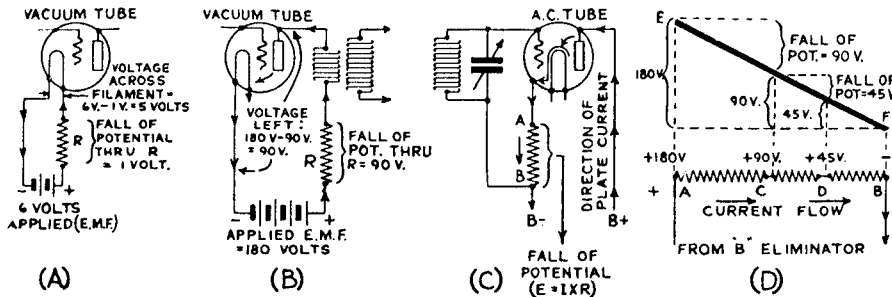 VACUUM TUBE
VOLTAGE
ACROSS
FILAMENT=
6V.-1V.=5 VOLTS
R
FALL OF
POTENTIAL
THRU R
= 1 VOLT.
- +
6 VOLTS
APPLIED (E.M.F.)
(A)
VACUUM TUBE
VOLTAGE
LEFT:
180V-90V.
= 90V.
R
FALL OF
POT. THRU
R= 90 V.
- +
APPLIED E.M.F.
=180 VOLTS
(B)
A.C. TUBE
A
B
B-
DIRECTION OF
PLATE CURRENT
B+
FALL OF
POTENTIAL
(E=IXR)
(C)
E
FALL OF
POT.= 90 V.
180V.
90V.
FALL OF
POT=45V.
45V.
F
+180V. +90V. +45V. -
+ A C D B
CURRENT FLOW
FROM "B" ELIMINATOR
(D)